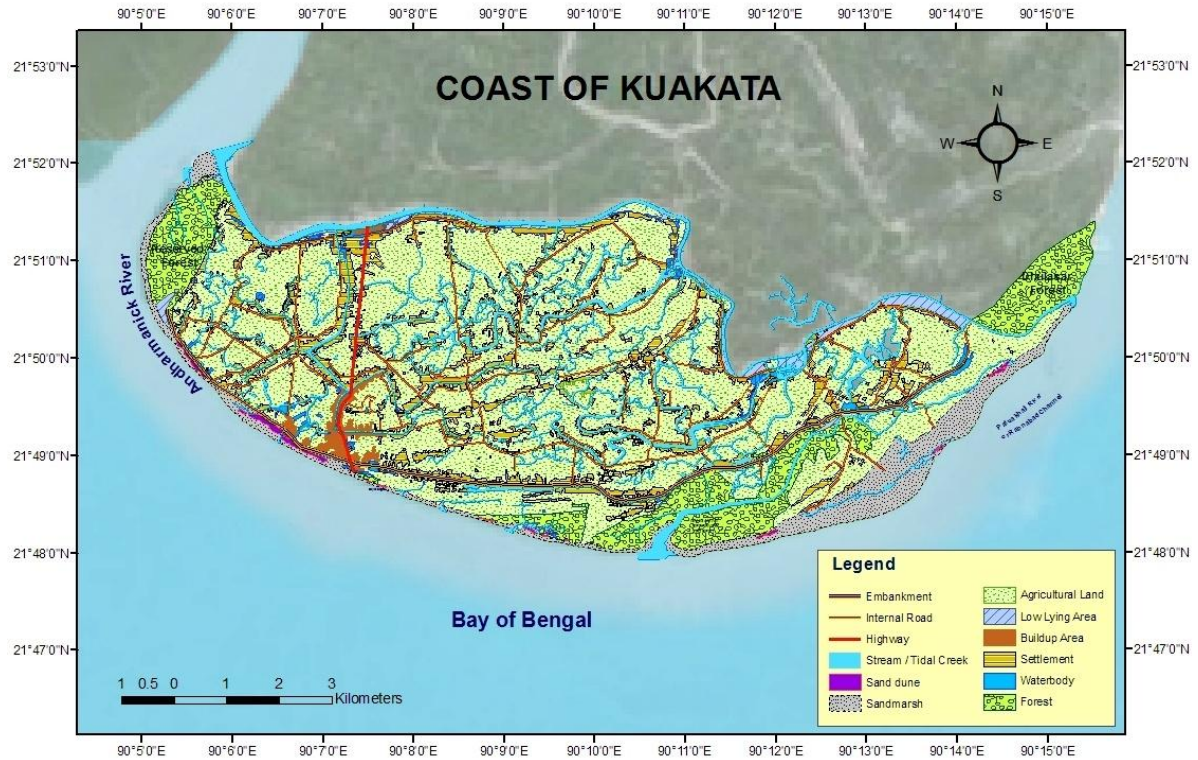 90°5'0"E 90°6'0"E 90°7'0"E 90°8'0"E 90°9'0"E 90°10'0"E 90°11'0"E 90°12'0"E 90°13'0"E 90°14'0"E 90°15'0"E
21°53'0"N
21°53'0"N
COAST OF KUAKATA
N
W
E
S
21°52'0"N
21°52'0"N
Reserved
Forest
21°51'0"N
21°51'0"N
Forest
Andharmanick River
21°50'0"N
21°50'0"N
21°49'0"N
21°49'0"N
21°48'0"N
21°48'0"N
Bay of Bengal
21°47'0"N
21°47'0"N
1 0.5 0 1 2 3
Kilometers
Legend
Embankment
Internal Road
Highway
Stream / Tidal Creek
Sand dune
Sandmarsh
Agricultural Land
Low Lying Area
Buildup Area
Settlement
Waterbody
Forest
90°5'0"E 90°6'0"E 90°7'0"E 90°8'0"E 90°9'0"E 90°10'0"E 90°11'0"E 90°12'0"E 90°13'0"E 90°14'0"E 90°15'0"E